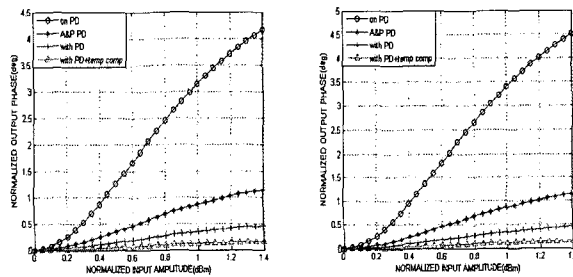 4.5
on PD
A&P PD
with PD
with PD+temp comp
4
3.5
3
2.5
2
1.5
1
0.5
0
0.2
0.4
0.6
0.8
1
1.2
1.4
NORMALIZED OUTPUT PHASE(deg)
NORMALIZED INPUT AMPLITUDE(dBm)
5
on PD
A&P PD
with PD
with PD+temp comp
4.5
4
3.5
3
2.5
2
1.5
1
0.5
0
0.2
0.4
0.6
0.8
1
1.2
NORMALIZED OUTPUT PHASE(deg)
NORMALIZED INPUT AMPLITUDE(dBm)